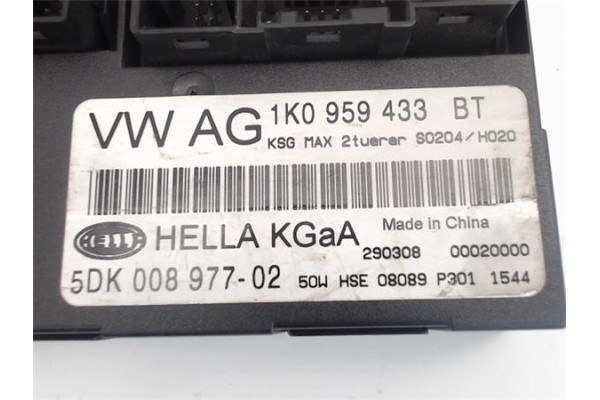 VW AG 1K0 959 433 BT
KSG MAX 2tuerer S0204/H020
HELLA HELLA KGaA Made in China
290308 00020000
5DK 008 977-02 50W HSE 08089 P301 1544